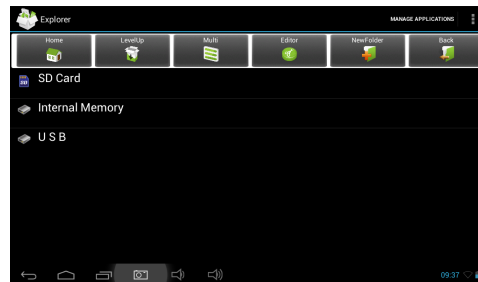 Explorer MANAGE APPLICATIONS
Home LevelUp Multi Editor NewFolder Back
SD Card
Internal Memory
U S B
09:37